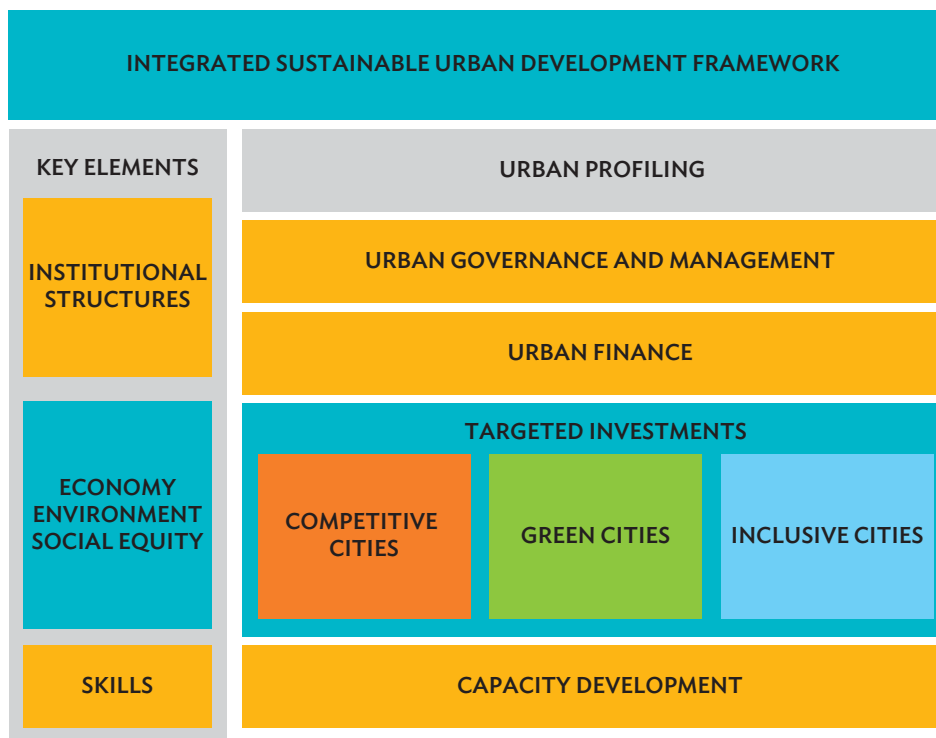 INTEGRATED SUSTAINABLE URBAN DEVELOPMENT FRAMEWORK
KEY ELEMENTS
INSTITUTIONAL
STRUCTURES
ECONOMY
ENVIRONMENT
SOCIAL EQUITY
SKILLS
URBAN PROFILING
URBAN GOVERNANCE AND MANAGEMENT
URBAN FINANCE
TARGETED INVESTMENTS
COMPETITIVE
CITIES
GREEN CITIES
INCLUSIVE CITIES
CAPACITY DEVELOPMENT